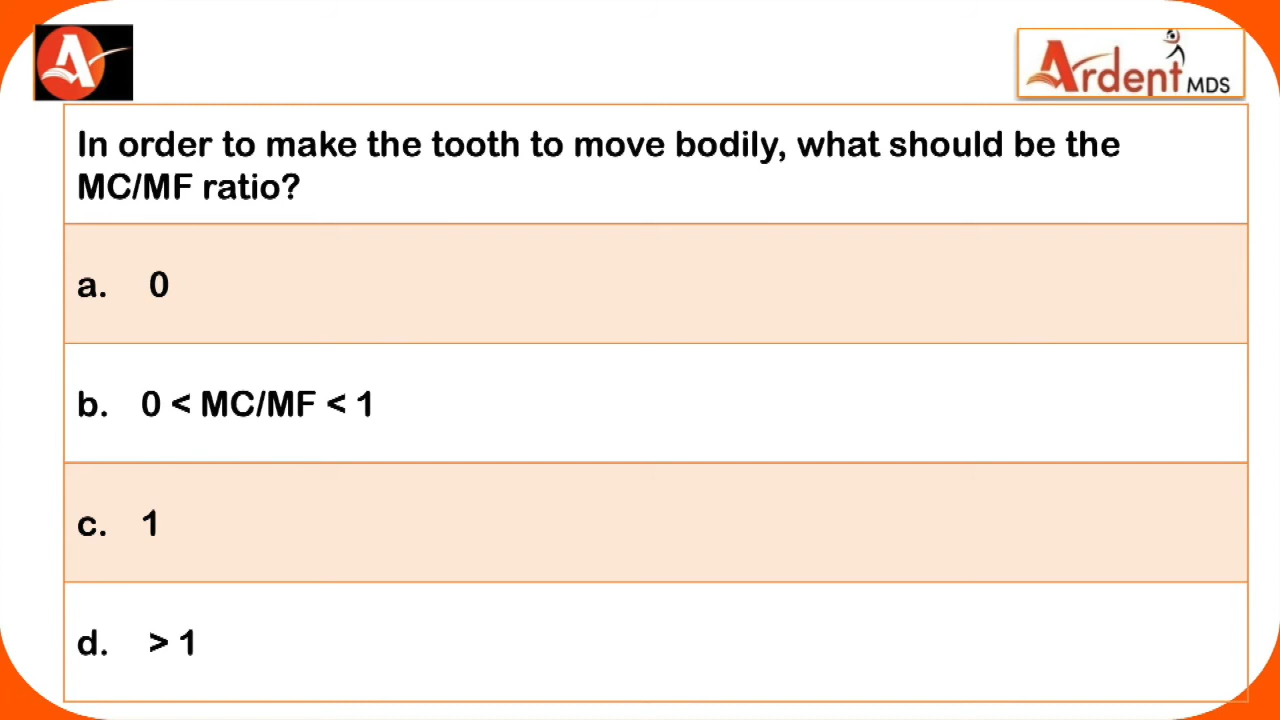 A
Ardent MDS
In order to make the tooth to move bodily, what should be the
MC/MF ratio?
a. 0
b. 0 < MC/MF < 1
c. 1
d. > 1